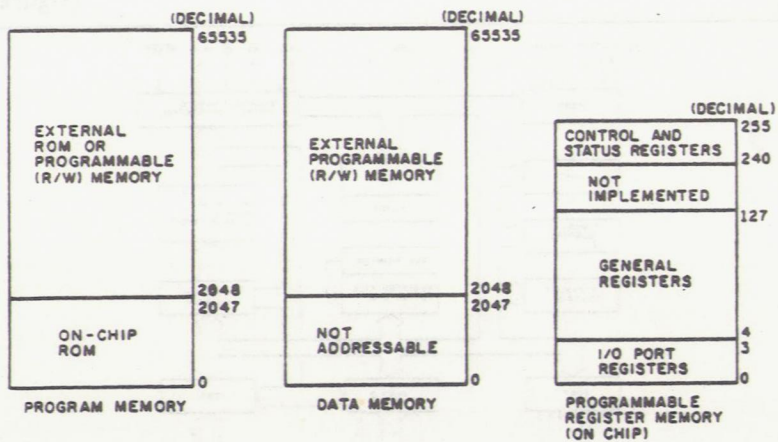 (DECIMAL)
65535
EXTERNAL
ROM OR
PROGRAMMABLE
(R/W) MEMORY
2048
2047
ON-CHIP
ROM
0
PROGRAM MEMORY
(DECIMAL)
65535
EXTERNAL
PROGRAMMABLE
(R/W) MEMORY
2048
2047
NOT
ADDRESSABLE
0
DATA MEMORY
(DECIMAL)
255
CONTROL AND
STATUS REGISTERS
240
NOT
IMPLEMENTED
127
GENERAL
REGISTERS
4
3
I/O PORT
REGISTERS
0
PROGRAMMABLE
REGISTER MEMORY
(ON CHIP)